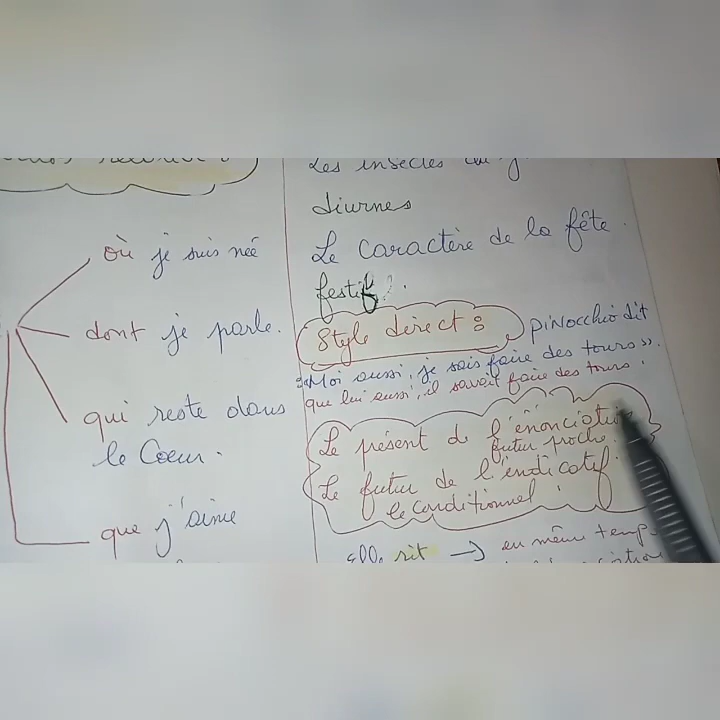 où je suis née
dont je parle.
qui reste dans
le Coeur.
que j'aime
Les insectes
diurnes
Le caractère de la fête.
festif.
Style direct : Pinocchio dit
: «Moi aussi, je sais faire des tours».
que lui aussi, il savait faire des tours.
Le présent de l'énonciation
futur proche.
Le futur de l'indicatif.
le conditionnel.
Elle rit → en même temps